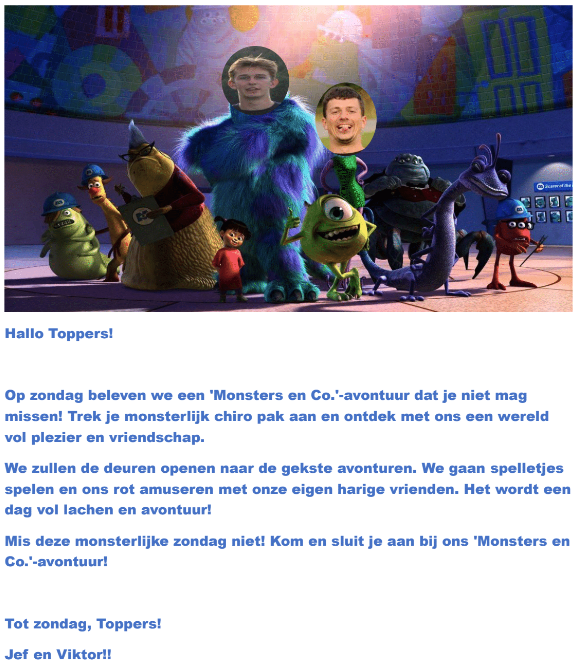 Hallo Toppers!
Op zondag beleven we een 'Monsters en Co.'-avontuur dat je niet mag
missen! Trek je monsterlijk chiro pak aan en ontdek met ons een wereld
vol plezier en vriendschap.
We zullen de deuren openen naar de gekste avonturen. We gaan spelletjes
spelen en ons rot amuseren met onze eigen harige vrienden. Het wordt een
dag vol lachen en avontuur!
Mis deze monsterlijke zondag niet! Kom en sluit je aan bij ons 'Monsters en
Co.'-avontuur!
Tot zondag, Toppers!
Jef en Viktor!!